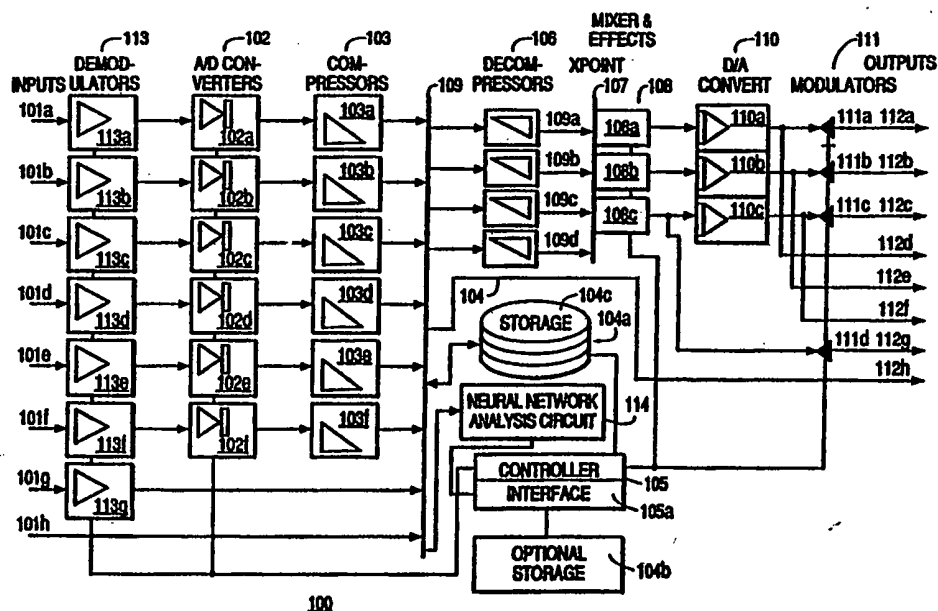 113
DEMOD-
ULATORS
102
A/D CON-
VERTERS
103
COM-
PRESSORS
106
DECOM-
PRESSORS
MIXER &
EFFECTS
XPOINT
107
108
110
D/A
CONVERT
111
MODULATORS
OUTPUTS
INPUTS
109
101a
113a
102a
103a
109a
108a
110a
111a 112a
101b
113b
102b
103b
109b
108b
110b
111b 112b
101c
113c
102c
103c
109c
108c
110c
111c 112c
109d
112d
112e
112f
101d
113d
102d
103d
104
104c
STORAGE
104a
111d 112g
112h
101e
113e
102e
103e
NEURAL NETWORK
ANALYSIS CIRCUIT
114
101f
113f
102f
103f
101g
113g
CONTROLLER
105
INTERFACE
105a
101h
OPTIONAL
STORAGE
104b
100